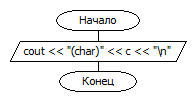 Начало
cout << "(char)" << c << "\n"
Конец